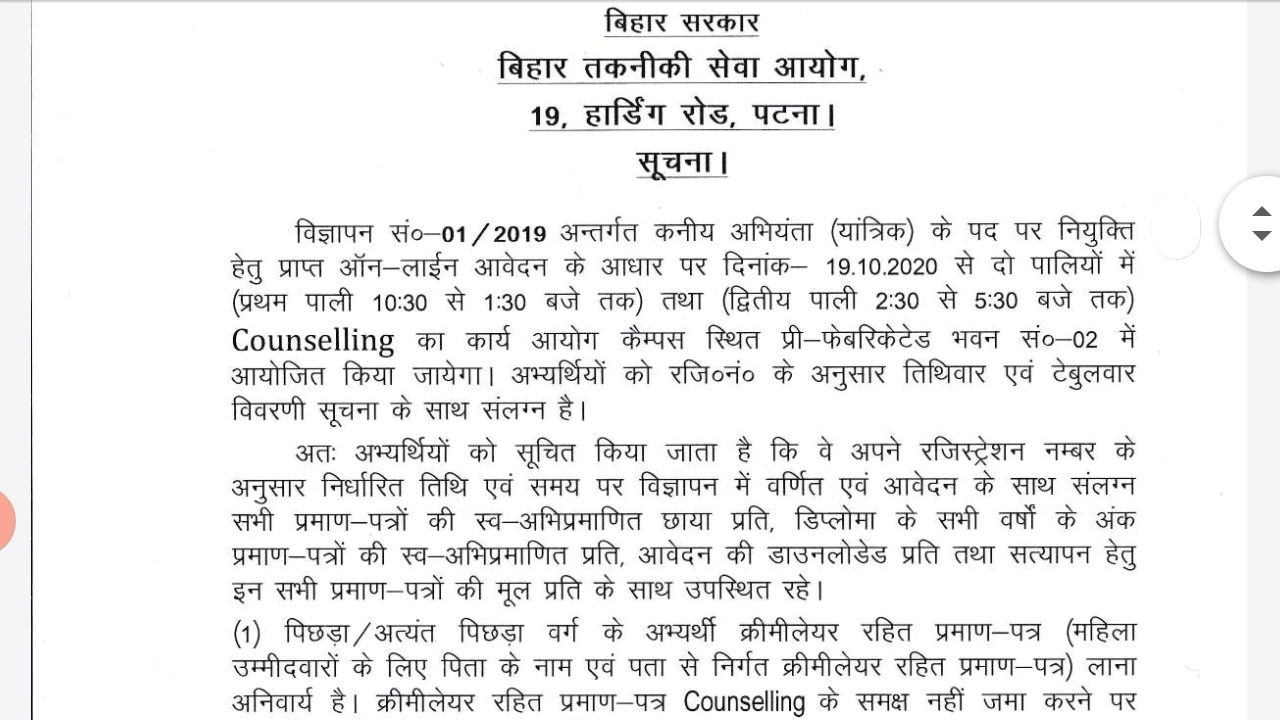 बिहार सरकार
बिहार तकनीकी सेवा आयोग,
19, हार्डिंग रोड, पटना।
सूचना।
विज्ञापन सं०–01/2019 अन्तर्गत कनीय अभियंता (यांत्रिक) के पद पर नियुक्ति
हेतु प्राप्त ऑन–लाईन आवेदन के आधार पर दिनांक– 19.10.2020 से दो पालियों में
(प्रथम पाली 10:30 से 1:30 बजे तक) तथा (द्वितीय पाली 2:30 से 5:30 बजे तक)
Counselling का कार्य आयोग कैम्पस स्थित प्री–फेबरिकेटेड भवन सं०–02 में
आयोजित किया जायेगा। अभ्यर्थियों को रजि०नं० के अनुसार तिथिवार एवं टेबुलवार
विवरणी सूचना के साथ संलग्न है।
अतः अभ्यर्थियों को सूचित किया जाता है कि वे अपने रजिस्ट्रेशन नम्बर के
अनुसार निर्धारित तिथि एवं समय पर विज्ञापन में वर्णित एवं आवेदन के साथ संलग्न
सभी प्रमाण–पत्रों की स्व–अभिप्रमाणित छाया प्रति, डिप्लोमा के सभी वर्षों के अंक
प्रमाण–पत्रों की स्व–अभिप्रमाणित प्रति, आवेदन की डाउनलोडेड प्रति तथा सत्यापन हेतु
इन सभी प्रमाण–पत्रों की मूल प्रति के साथ उपस्थित रहे।
(1) पिछड़ा/अत्यंत पिछड़ा वर्ग के अभ्यर्थी क्रीमीलेयर रहित प्रमाण–पत्र (महिला
उम्मीदवारों के लिए पिता के नाम एवं पता से निर्गत क्रीमीलेयर रहित प्रमाण–पत्र) लाना
अनिवार्य है। क्रीमीलेयर रहित प्रमाण–पत्र Counselling के समक्ष नहीं जमा करने पर